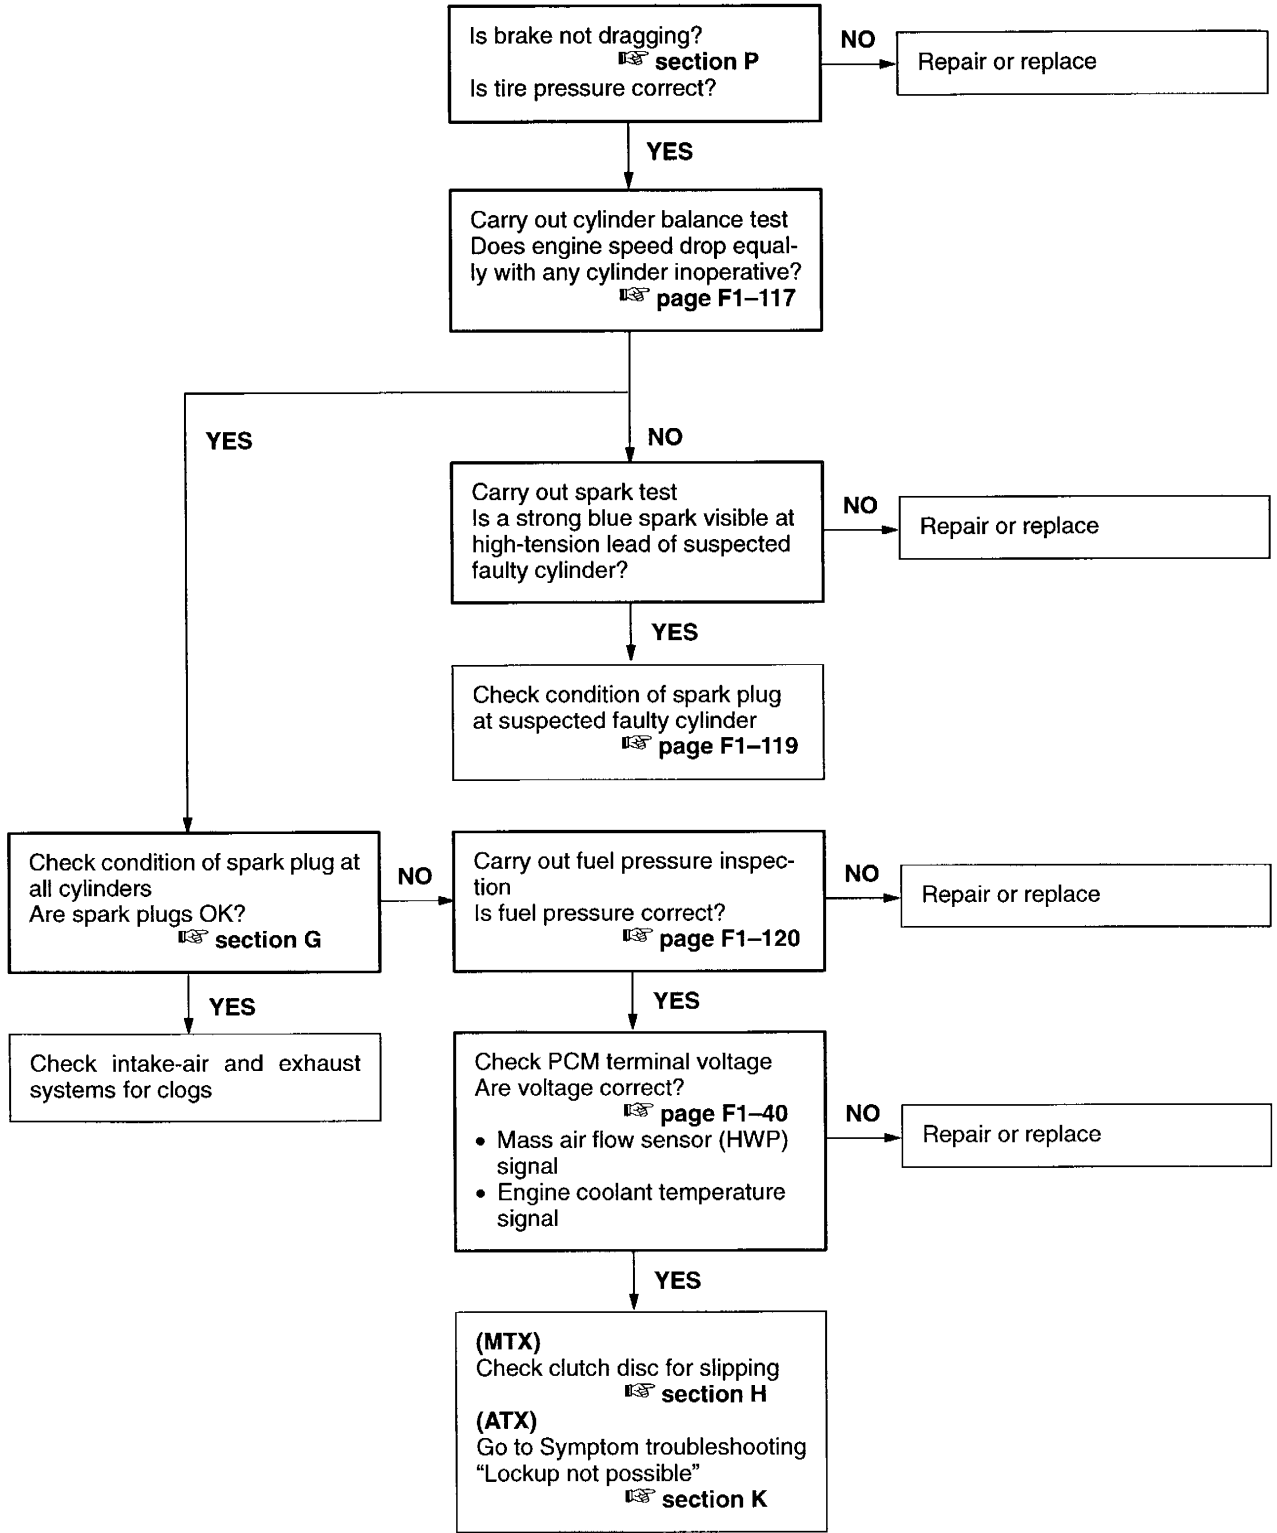 Is brake not dragging?
☞ section P
Is tire pressure correct?
NO
Repair or replace
YES
Carry out cylinder balance test
Does engine speed drop equal-
ly with any cylinder inoperative?
☞ page F1–117
YES
NO
Carry out spark test
Is a strong blue spark visible at
high-tension lead of suspected
faulty cylinder?
NO
Repair or replace
YES
Check condition of spark plug
at suspected faulty cylinder
☞ page F1–119
Check condition of spark plug at
all cylinders
Are spark plugs OK?
☞ section G
NO
Carry out fuel pressure inspec-
tion
Is fuel pressure correct?
☞ page F1–120
NO
Repair or replace
YES
Check intake-air and exhaust
systems for clogs
YES
Check PCM terminal voltage
Are voltage correct?
☞ page F1–40
• Mass air flow sensor (HWP)
signal
• Engine coolant temperature
signal
NO
Repair or replace
YES
(MTX)
Check clutch disc for slipping
☞ section H
(ATX)
Go to Symptom troubleshooting
“Lockup not possible”
☞ section K